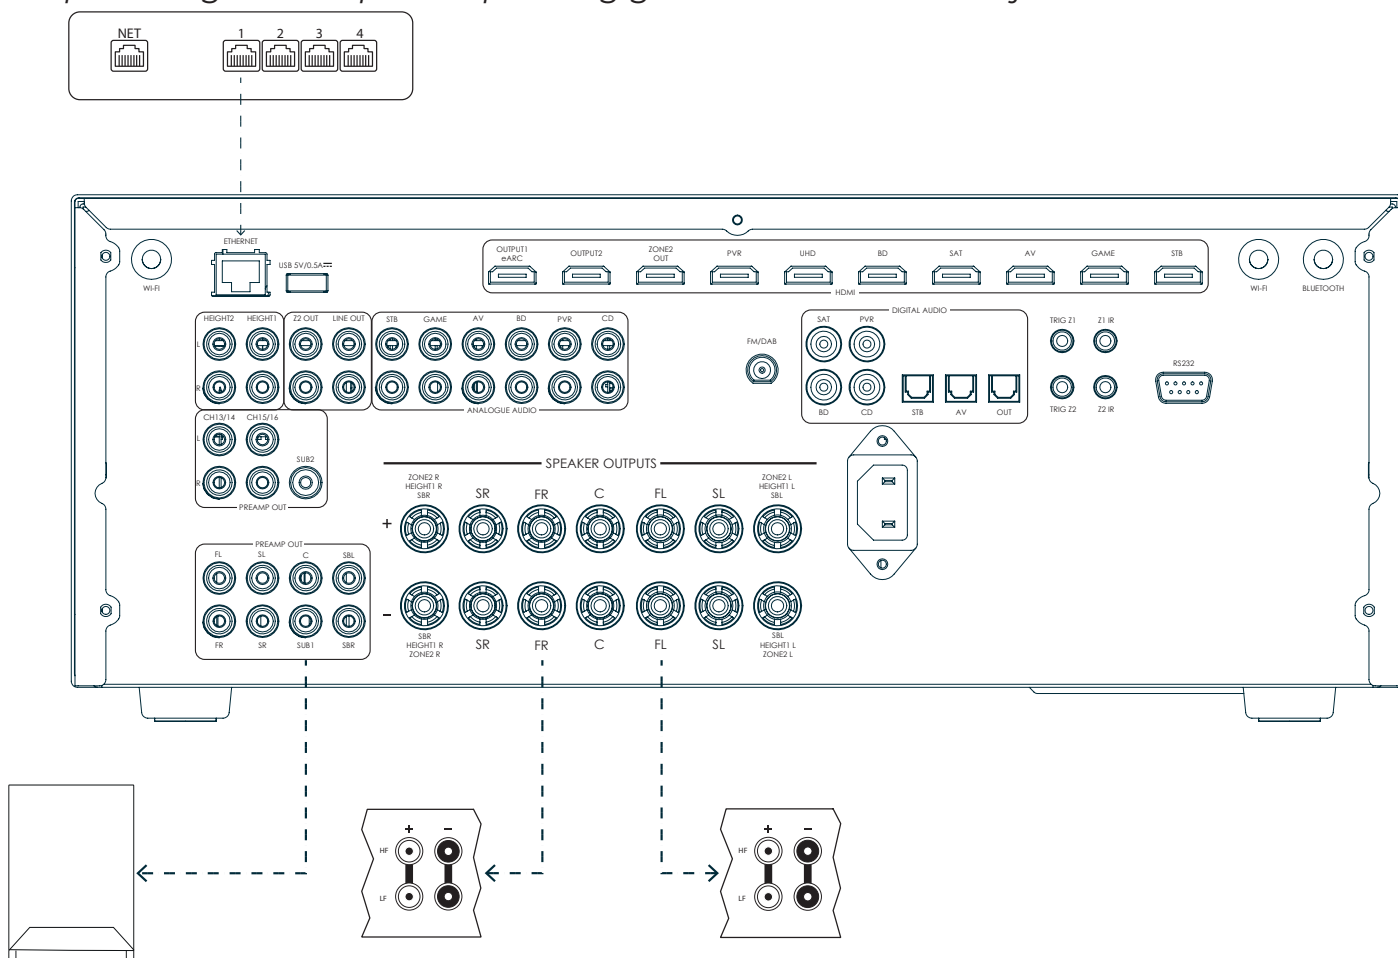 NET 1 2 3 4
ETHERNET
USB 5V/0.5A
WI-FI
OUTPUT1
eARC
OUTPUT2
ZONE2
OUT
PVR
UHD
BD
SAT
AV
GAME
STB
HDMI
WI-FI
BLUETOOTH
HEIGHT2 HEIGHT1
L
R
Z2 OUT LINE OUT
STB GAME AV BD PVR CD
ANALOGUE AUDIO
FM/DAB
DIGITAL AUDIO
SAT PVR
BD CD STB AV OUT
TRIG Z1 Z1 IR
TRIG Z2 Z2 IR
RS232
CH13/14 CH15/16
L
SUB2
R
PREAMP OUT
SPEAKER OUTPUTS
ZONE2 R
HEIGHT1 R
SBR
SR FR C FL SL
ZONE2 L
HEIGHT1 L
SBL
+
−
SBR
HEIGHT1 R
ZONE2 R
SR FR C FL SL
SBL
HEIGHT1 L
ZONE2 L
PREAMP OUT
FL SL C SBL
FR SR SUB1 SBR
+ −
HF
LF
+ −
HF
LF